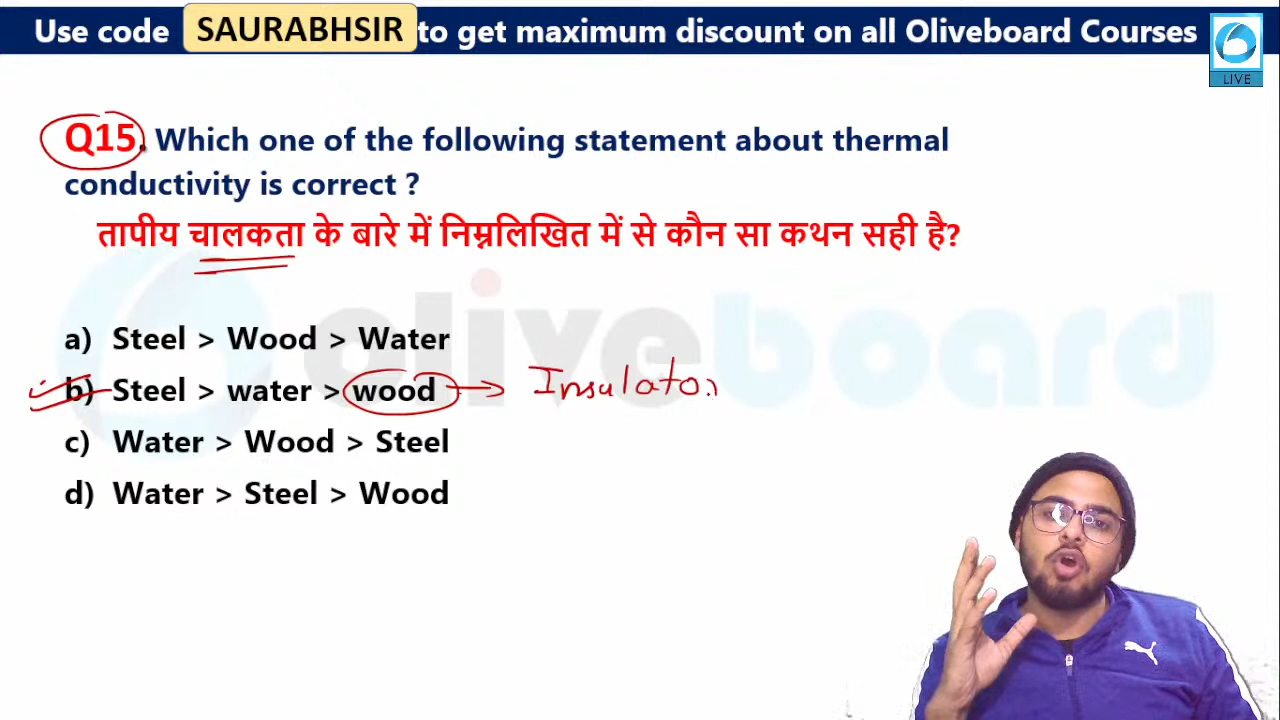 Use code SAURABHSIR to get maximum discount on all Oliveboard Courses
LIVE
Q15. Which one of the following statement about thermal
conductivity is correct ?
तापीय चालकता के बारे में निम्नलिखित में से कौन सा कथन सही है?
oliveboard
a) Steel > Wood > Water
b) Steel > water > wood → Insulator
c) Water > Wood > Steel
d) Water > Steel > Wood